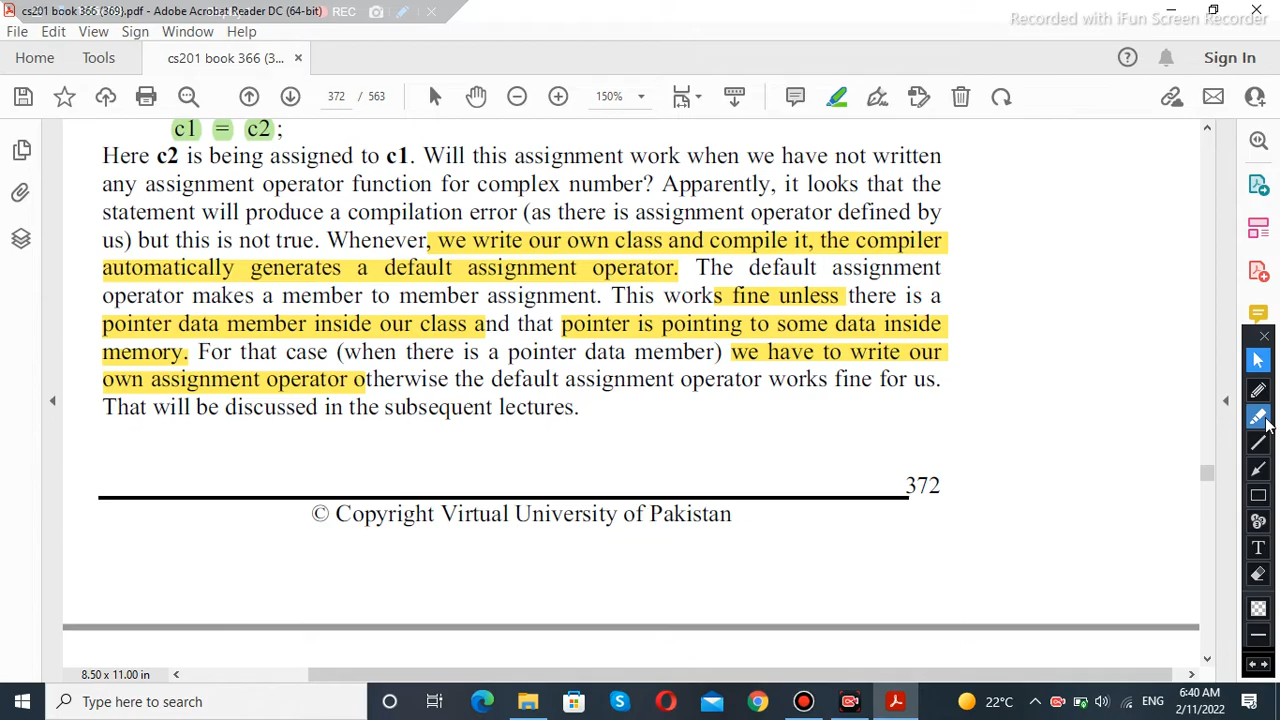 cs201 book 366 (369).pdf - Adobe Acrobat Reader DC (64-bit)
REC
Recorded with iFun Screen Recorder
File Edit View Sign Window Help
Home Tools cs201 book 366 (3... × Sign In
372 / 563 150%
c1 = c2 ;
Here c2 is being assigned to c1. Will this assignment work when we have not written
any assignment operator function for complex number? Apparently, it looks that the
statement will produce a compilation error (as there is assignment operator defined by
us) but this is not true. Whenever, we write our own class and compile it, the compiler
automatically generates a default assignment operator. The default assignment
operator makes a member to member assignment. This works fine unless there is a
pointer data member inside our class and that pointer is pointing to some data inside
memory. For that case (when there is a pointer data member) we have to write our
own assignment operator otherwise the default assignment operator works fine for us.
That will be discussed in the subsequent lectures.
372
© Copyright Virtual University of Pakistan
T
8.50 x 11.00 in
Type here to search
22°C ENG 6:40 AM
2/11/2022